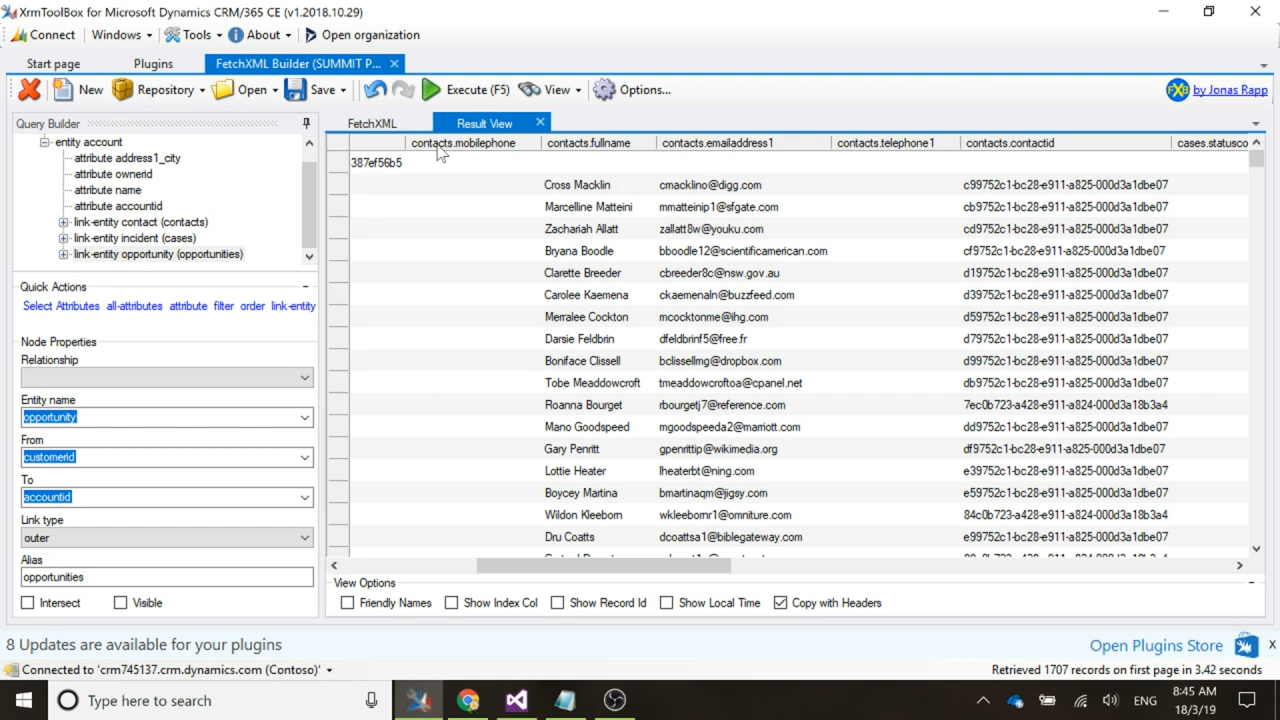 XrmToolBox for Microsoft Dynamics CRM/365 CE (v1.2018.10.29)
Connect Windows Tools About Open organization
Start page Plugins FetchXML Builder (SUMMIT P...
New Repository Open Save Execute (F5) View Options... FXB by Jonas Rapp
Query Builder
entity account
attribute address1_city
attribute ownerid
attribute name
attribute accountid
link-entity contact (contacts)
link-entity incident (cases)
link-entity opportunity (opportunities)
Quick Actions
Select Attributes all-attributes attribute filter order link-entity
Node Properties
Relationship
Entity name
opportunity
From
customerid
To
accountid
Link type
outer
Alias
opportunities
Intersect Visible
FetchXML Result View
contacts.mobilephone contacts.fullname contacts.emailaddress1 contacts.telephone1 contacts.contactid cases.statusco
387ef56b5
Cross Macklin cmacklino@digg.com c99752c1-bc28-e911-a825-000d3a1dbe07
Marcelline Matteini mmatteinip1@sfgate.com cb9752c1-bc28-e911-a825-000d3a1dbe07
Zachariah Allatt zallatt8w@youku.com cd9752c1-bc28-e911-a825-000d3a1dbe07
Bryana Boodle bboodle12@scientificamerican.com cf9752c1-bc28-e911-a825-000d3a1dbe07
Clarette Breeder cbreeder8c@nsw.gov.au d19752c1-bc28-e911-a825-000d3a1dbe07
Carolee Kaemena ckaemenaln@buzzfeed.com d39752c1-bc28-e911-a825-000d3a1dbe07
Merralee Cockton mcocktonme@ihg.com d59752c1-bc28-e911-a825-000d3a1dbe07
Darsie Feldbrin dfeldbrinf5@free.fr d79752c1-bc28-e911-a825-000d3a1dbe07
Boniface Clissell bclissellmg@dropbox.com d99752c1-bc28-e911-a825-000d3a1dbe07
Tobe Meaddowcroft tmeaddowcroftoa@cpanel.net db9752c1-bc28-e911-a825-000d3a1dbe07
Roanna Bourget rbourgetj7@reference.com 7ec0b723-a428-e911-a824-000d3a18b3a4
Mano Goodspeed mgoodspeeda2@marriott.com dd9752c1-bc28-e911-a825-000d3a1dbe07
Gary Penritt gpenrittip@wikimedia.org df9752c1-bc28-e911-a825-000d3a1dbe07
Lottie Heater lheaterbt@ning.com e39752c1-bc28-e911-a825-000d3a1dbe07
Boycey Martina bmartinaqm@jigsy.com e59752c1-bc28-e911-a825-000d3a1dbe07
Wildon Kleeborn wkleebornr1@omniture.com 84c0b723-a428-e911-a824-000d3a18b3a4
Dru Coatts dcoattsa1@biblegateway.com e99752c1-bc28-e911-a825-000d3a1dbe07
View Options
Friendly Names Show Index Col Show Record Id Show Local Time Copy with Headers
8 Updates are available for your plugins Open Plugins Store X
Connected to 'crm745137.crm.dynamics.com (Contoso)' Retrieved 1707 records on first page in 3.42 seconds
Type here to search ENG 8:45 AM
18/3/19